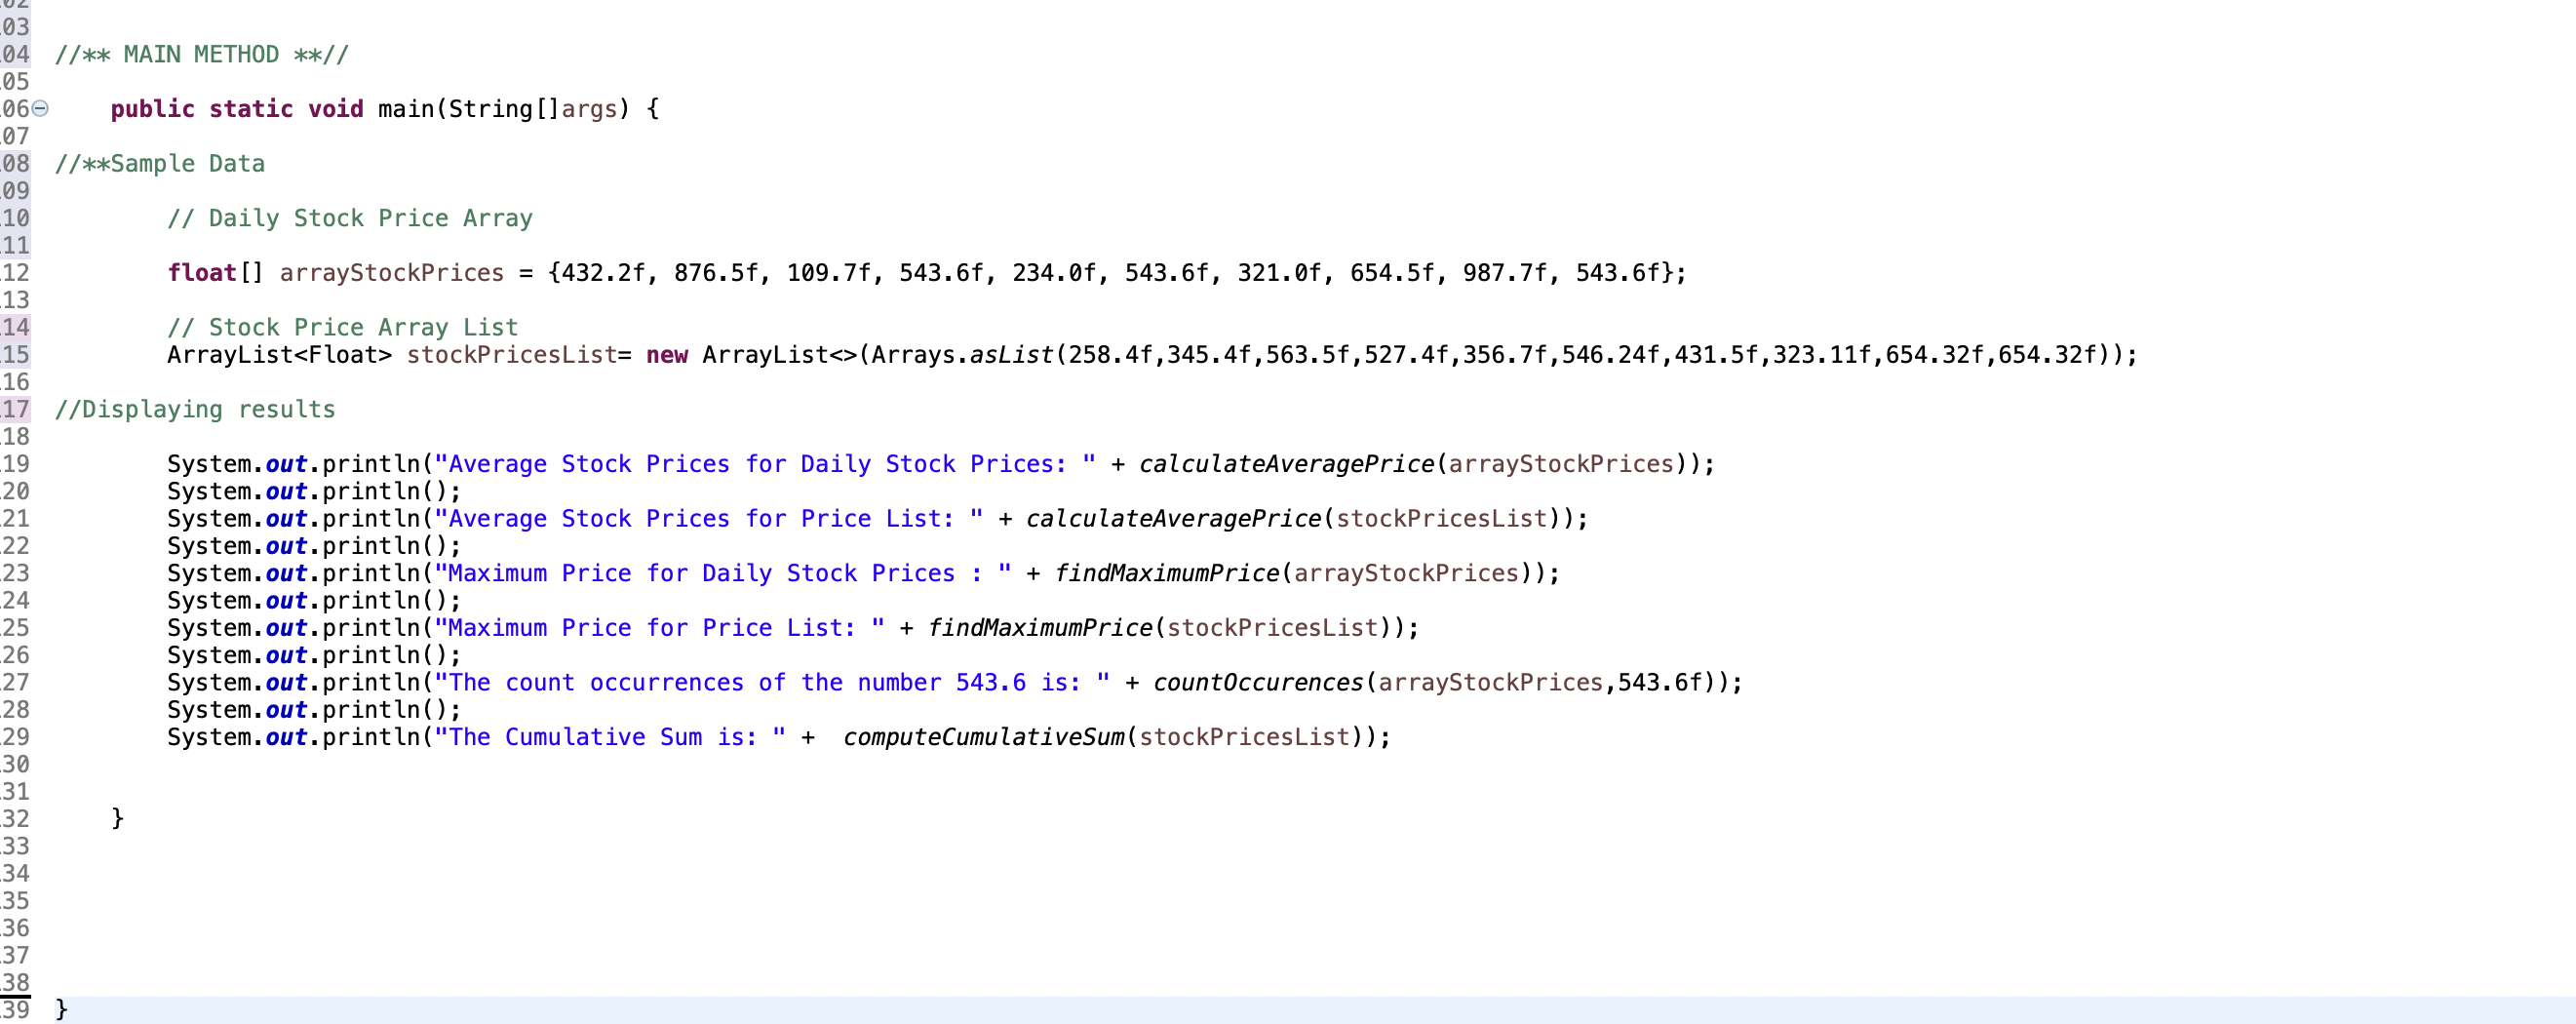 02
03
04 //** MAIN METHOD **//
05
06 public static void main(String[]args) {
07
08 //**Sample Data
09
10 // Daily Stock Price Array
11
12 float[] arrayStockPrices = {432.2f, 876.5f, 109.7f, 543.6f, 234.0f, 543.6f, 321.0f, 654.5f, 987.7f, 543.6f};
13
14 // Stock Price Array List
15 ArrayList<Float> stockPricesList= new ArrayList<>(Arrays.asList(258.4f,345.4f,563.5f,527.4f,356.7f,546.24f,431.5f,323.11f,654.32f,654.32f));
16
17 //Displaying results
18
19 System.out.println("Average Stock Prices for Daily Stock Prices: " + calculateAveragePrice(arrayStockPrices));
20 System.out.println();
21 System.out.println("Average Stock Prices for Price List: " + calculateAveragePrice(stockPricesList));
22 System.out.println();
23 System.out.println("Maximum Price for Daily Stock Prices : " + findMaximumPrice(arrayStockPrices));
24 System.out.println();
25 System.out.println("Maximum Price for Price List: " + findMaximumPrice(stockPricesList));
26 System.out.println();
27 System.out.println("The count occurrences of the number 543.6 is: " + countOccurences(arrayStockPrices,543.6f));
28 System.out.println();
29 System.out.println("The Cumulative Sum is: " +  computeCumulativeSum(stockPricesList));
30
31
32 }
33
34
35
36
37
38
39 }